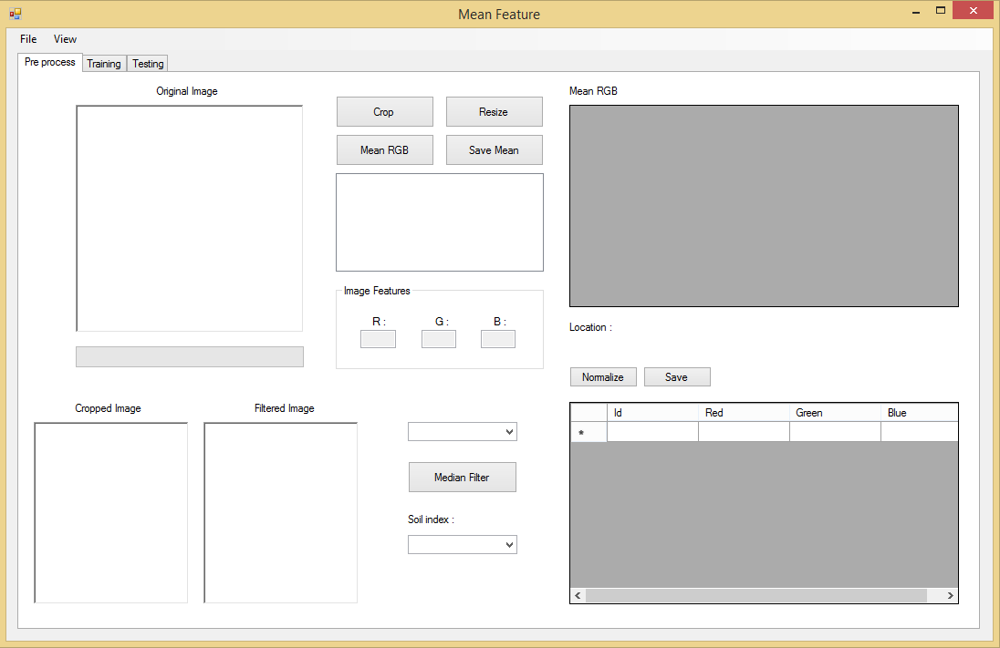 Mean Feature
File View
Pre process Training Testing
Original Image
Crop Resize
Mean RGB Save Mean
Image Features
R : G : B :
Mean RGB
Location :
Normalize Save
Cropped Image Filtered Image
Median Filter
Soil index :
Id Red Green Blue
*